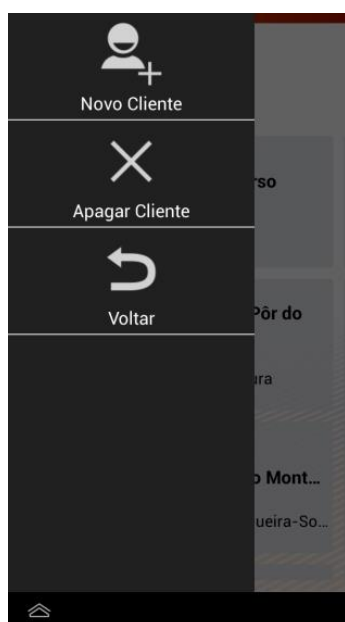 Novo Cliente
rso
Apagar Cliente
Voltar
Pôr do
ura
o Mont...
ueira-So...